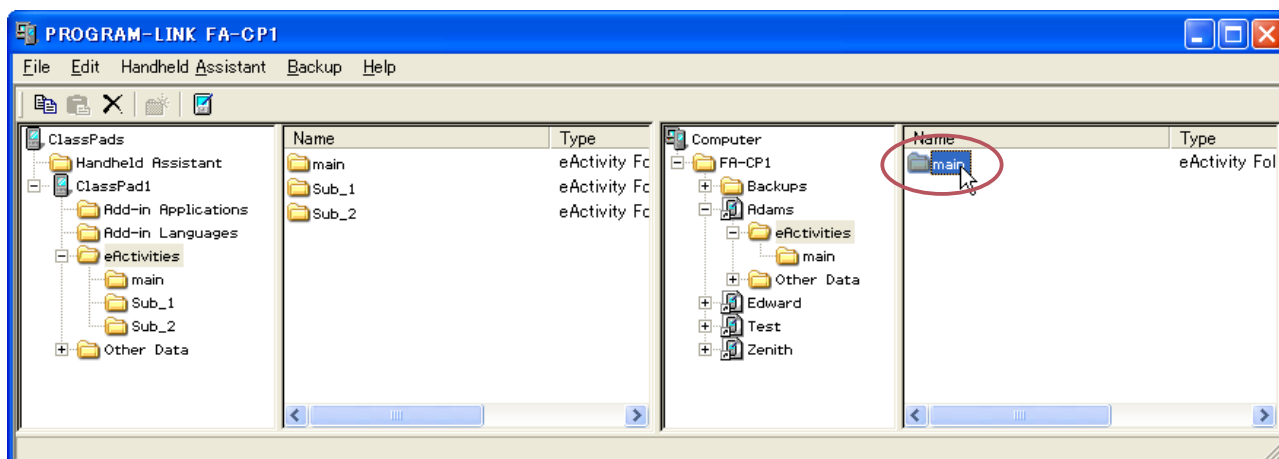 PROGRAM-LINK FA-CP1
File Edit Handheld Assistant Backup Help
ClassPads
Handheld Assistant
ClassPad1
Add-in Applications
Add-in Languages
eActivities
main
Sub_1
Sub_2
Other Data
Name Type
main eActivity Fo
Sub_1 eActivity Fo
Sub_2 eActivity Fo
Computer
FA-CP1
Backups
Adams
eActivities
main
Other Data
Edward
Test
Zenith
Name Type
main eActivity Fol